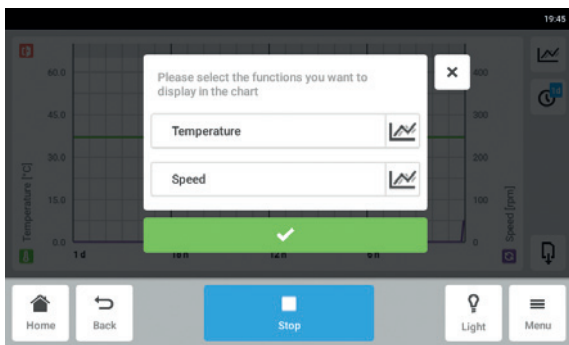 19:45
Please select the functions you want to
display in the chart
Temperature
Speed
60.0
45.0
30.0
15.0
0.0
Temperature [°C]
400
300
200
100
0
Speed [rpm]
1 d
18 h
12 h
6 h
Home
Back
Stop
Light
Menu